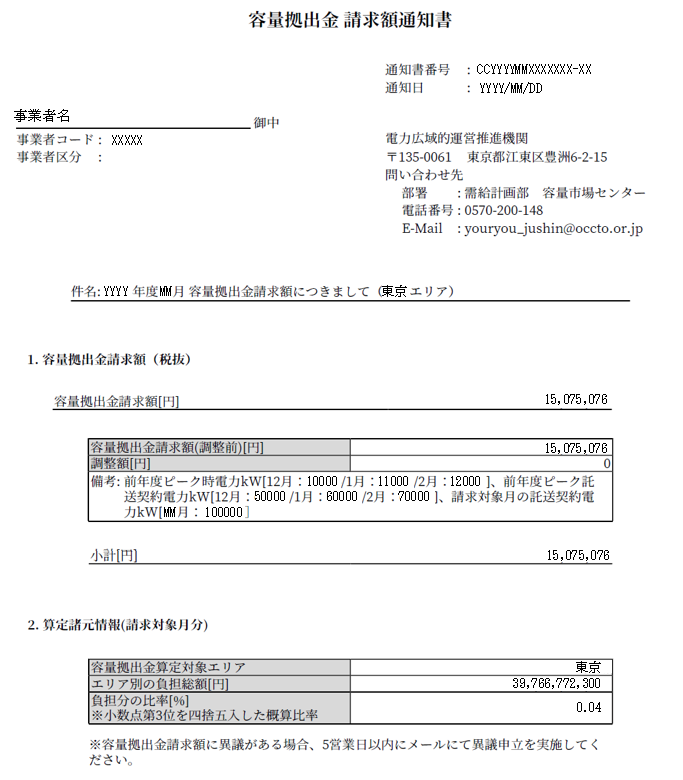 容量拠出金 請求額通知書
通知書番号 : CCYYYYMMXXXXXXX-XX
通知日 : YYYY/MM/DD
事業者名 御中
事業者コード : XXXXX
事業者区分 :
電力広域的運営推進機関
〒135-0061 東京都江東区豊洲6-2-15
問い合わせ先
部署 : 需給計画部 容量市場センター
電話番号 : 0570-200-148
E-Mail : youryou_jushin@occto.or.jp
件名: YYYY 年度MM月 容量拠出金請求額につきまして（東京エリア）
1. 容量拠出金請求額（税抜）
容量拠出金請求額[円] 15,075,076
容量拠出金請求額(調整前)[円] 15,075,076
調整額[円] 0
備考: 前年度ピーク時電力kW[12月：10000 /1月：11000 /2月：12000 ]、前年度ピーク託
送契約電力kW[12月：50000 /1月：60000 /2月：70000 ]、請求対象月の託送契約電
力kW[MM月： 100000 ]
小計[円] 15,075,076
2. 算定諸元情報(請求対象月分)
容量拠出金算定対象エリア 東京
エリア別の負担総額[円] 39,766,772,300
負担分の比率[%]
※小数点第3位を四捨五入した概算比率 0.04
※容量拠出金請求額に異議がある場合、5営業日以内にメールにて異議申立を実施してく
ださい。